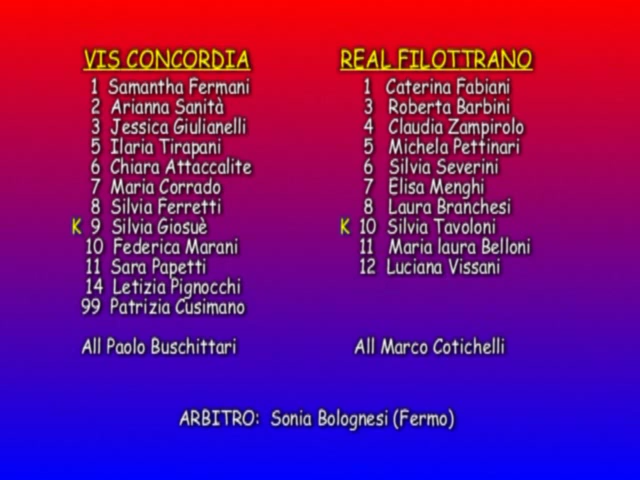 VIS CONCORDIA
1 Samantha Fermani
2 Arianna Sanità
3 Jessica Giulianelli
5 Ilaria Tirapani
6 Chiara Attaccalite
7 Maria Corrado
8 Silvia Ferretti
K 9 Silvia Giosuè
10 Federica Marani
11 Sara Papetti
14 Letizia Pignocchi
99 Patrizia Cusimano
All Paolo Buschittari
REAL FILOTTRANO
1 Caterina Fabiani
3 Roberta Barbini
4 Claudia Zampirolo
5 Michela Pettinari
6 Silvia Severini
7 Elisa Menghi
8 Laura Branchesi
K 10 Silvia Tavoloni
11 Maria laura Belloni
12 Luciana Vissani
All Marco Cotichelli
ARBITRO: Sonia Bolognesi (Fermo)